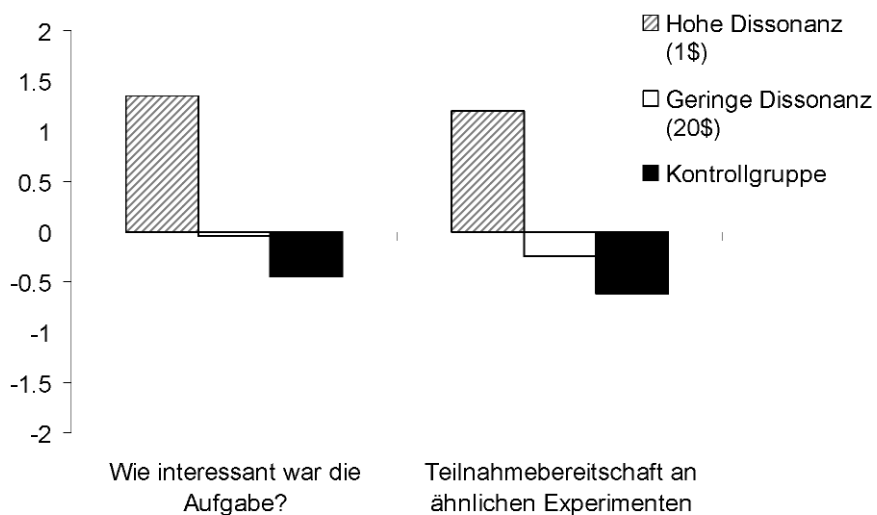 2
1.5
1
0.5
0
-0.5
-1
-1.5
-2
Hohe Dissonanz
(1$)
Geringe Dissonanz
(20$)
Kontrollgruppe
Wie interessant war die
Aufgabe?
Teilnahmebereitschaft an
ähnlichen Experimenten